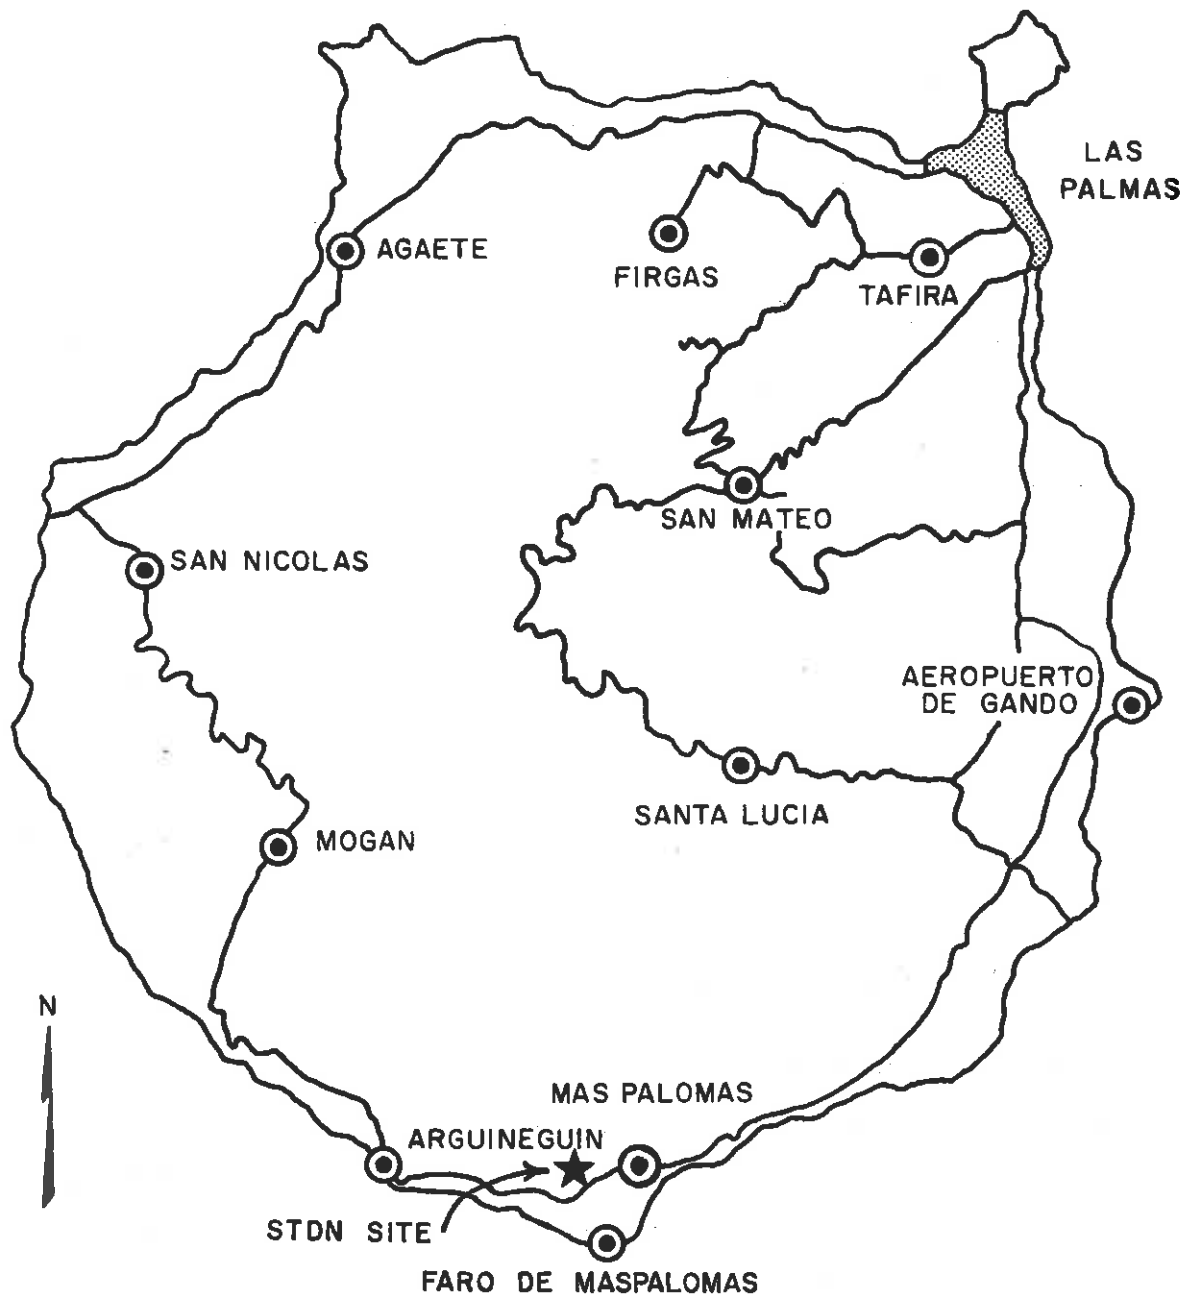 LAS
PALMAS
AGAETE
FIRGAS
TAFIRA
SAN MATEO
SAN NICOLAS
AEROPUERTO
DE GANDO
SANTA LUCIA
MOGAN
N
MAS PALOMAS
ARGUINEGUIN
STDN SITE
FARO DE MASPALOMAS